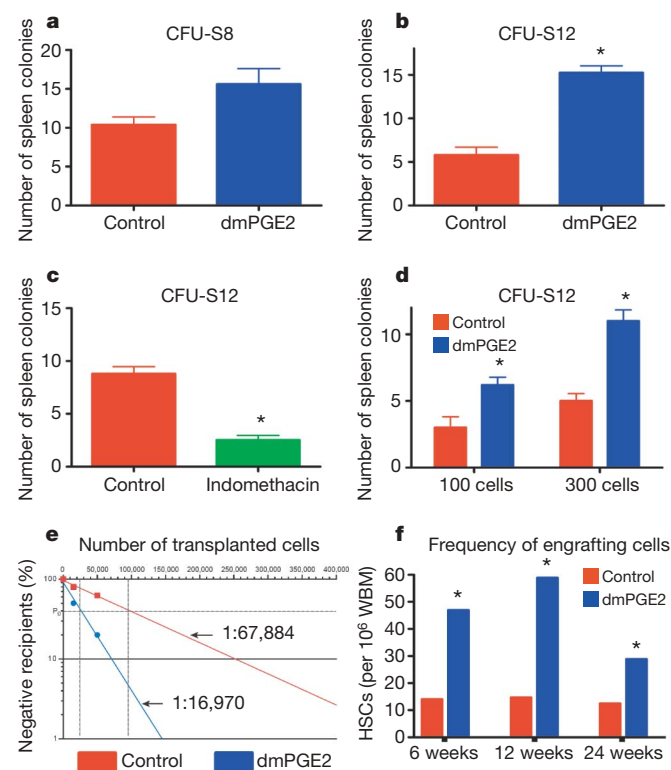 a
CFU-S8
Number of spleen colonies
20
15
10
5
0
Control
dmPGE2
b
CFU-S12
Number of spleen colonies
*
15
10
5
0
Control
dmPGE2
c
CFU-S12
Number of spleen colonies
15
10
5
0
*
Control
Indomethacin
d
CFU-S12
Number of spleen colonies
Control
dmPGE2
*
*
10
5
0
100 cells
300 cells
e
Number of transplanted cells
Negative recipients (%)
0
50,000
100,000
150,000
200,000
250,000
300,000
350,000
400,000
100
10
1
1:67,884
1:16,970
Control
dmPGE2
f
Frequency of engrafting cells
HSCs (per 10⁶ WBM)
Control
dmPGE2
*
*
*
60
50
40
30
20
10
0
6 weeks
12 weeks
24 weeks